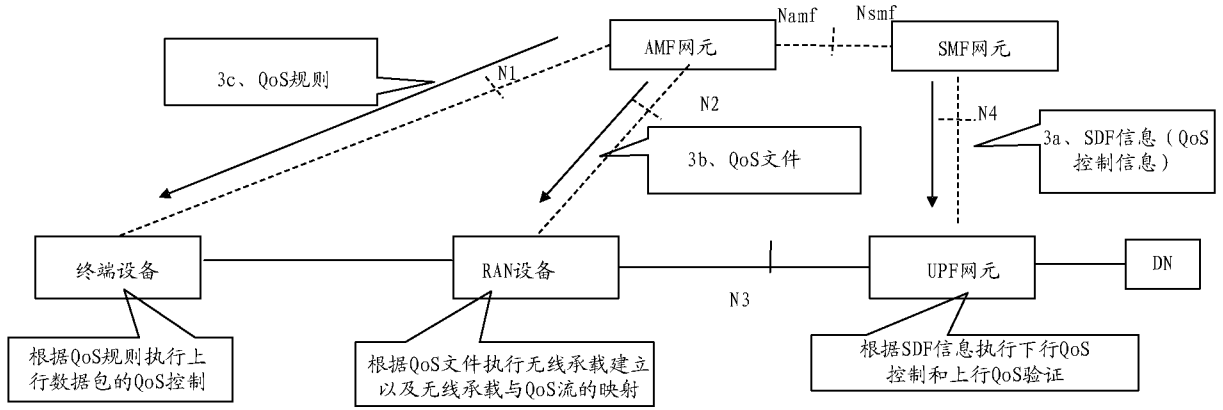 Namf
Nsmf
AMF网元
SMF网元
3c、QoS规则
N1
N2
N4
3b、QoS文件
3a、SDF信息（QoS
控制信息）
终端设备
RAN设备
N3
UPF网元
DN
根据QoS规则执行上
行数据包的QoS控制
根据QoS文件执行无线承载建立
以及无线承载与QoS流的映射
根据SDF信息执行下行QoS
控制和上行QoS验证